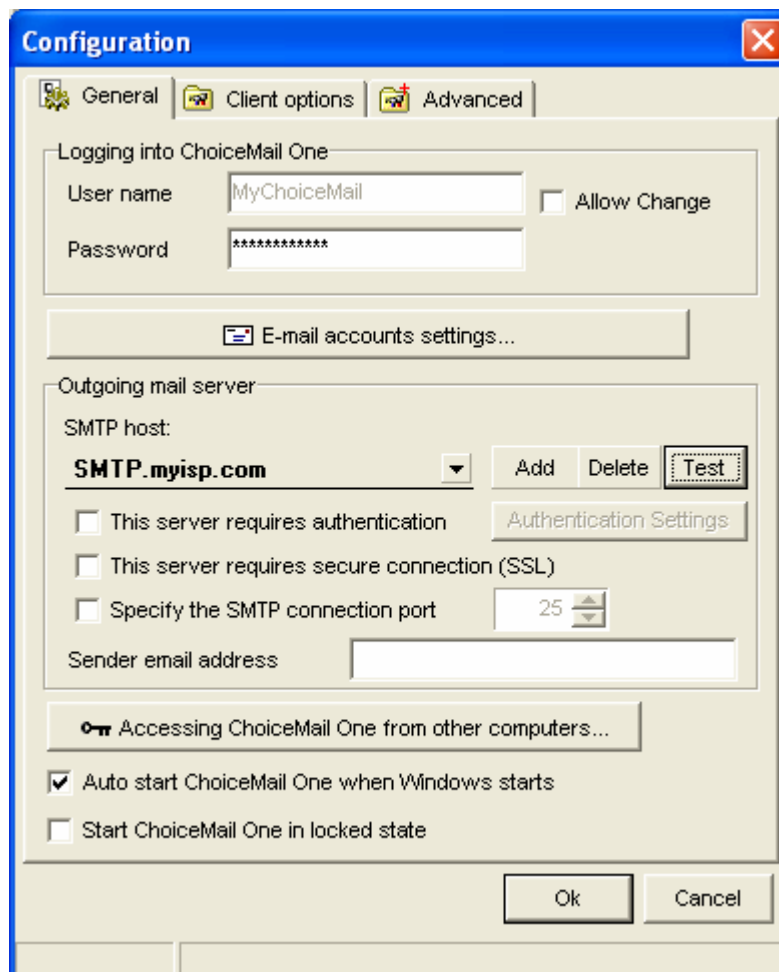 Configuration
General Client options Advanced
Logging into ChoiceMail One
User name MyChoiceMail Allow Change
Password ************
E-mail accounts settings...
Outgoing mail server
SMTP host:
SMTP.myisp.com Add Delete Test
This server requires authentication Authentication Settings
This server requires secure connection (SSL)
Specify the SMTP connection port 25
Sender email address
Accessing ChoiceMail One from other computers...
Auto start ChoiceMail One when Windows starts
Start ChoiceMail One in locked state
Ok Cancel